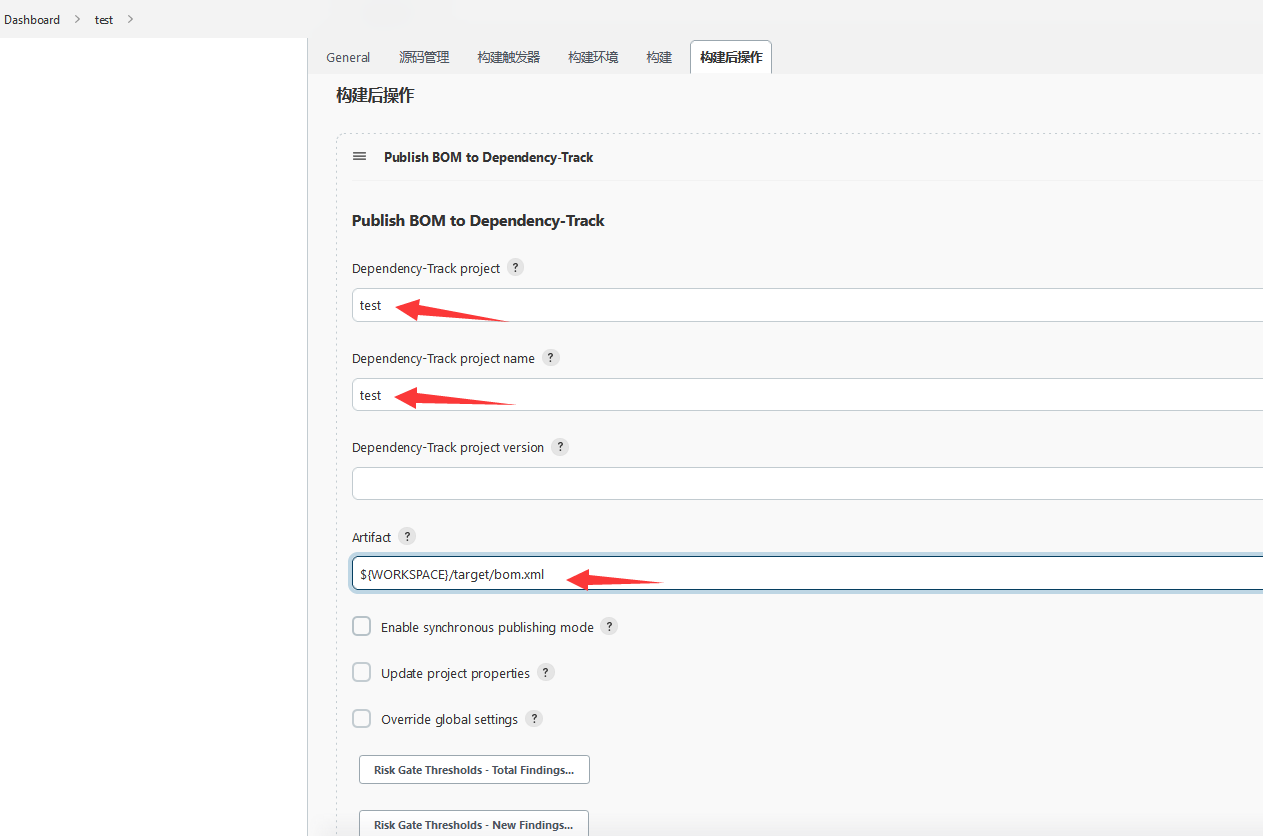 Dashboard > test >
General 源码管理 构建触发器 构建环境 构建 构建后操作
构建后操作
Publish BOM to Dependency-Track
Publish BOM to Dependency-Track
Dependency-Track project ?
test
Dependency-Track project name ?
test
Dependency-Track project version ?
Artifact ?
${WORKSPACE}/target/bom.xml
Enable synchronous publishing mode ?
Update project properties ?
Override global settings ?
Risk Gate Thresholds - Total Findings...
Risk Gate Thresholds - New Findings...